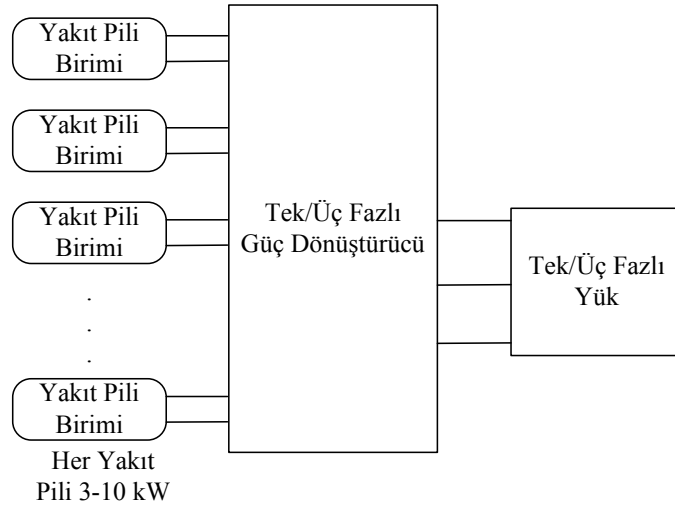 Yakıt Pili
Birimi
Yakıt Pili
Birimi
Yakıt Pili
Birimi
.
.
.
Yakıt Pili
Birimi
Her Yakıt
Pili 3-10 kW
Tek/Üç Fazlı
Güç Dönüştürücü
Tek/Üç Fazlı
Yük